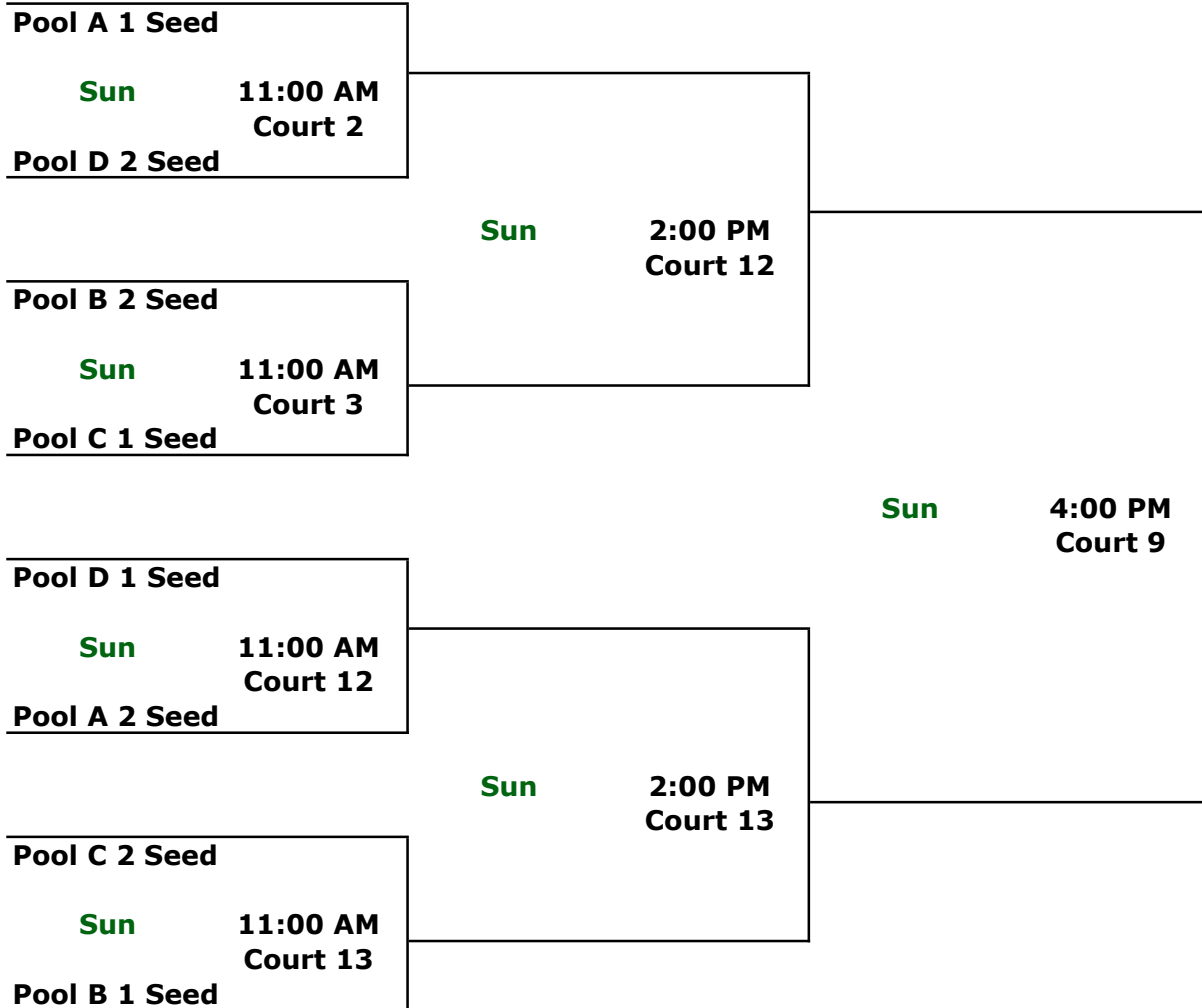 Pool A 1 Seed
Sun 11:00 AM
Court 2
Pool D 2 Seed
Sun 2:00 PM
Court 12
Pool B 2 Seed
Sun 11:00 AM
Court 3
Pool C 1 Seed
Sun 4:00 PM
Court 9
Pool D 1 Seed
Sun 11:00 AM
Court 12
Pool A 2 Seed
Sun 2:00 PM
Court 13
Pool C 2 Seed
Sun 11:00 AM
Court 13
Pool B 1 Seed